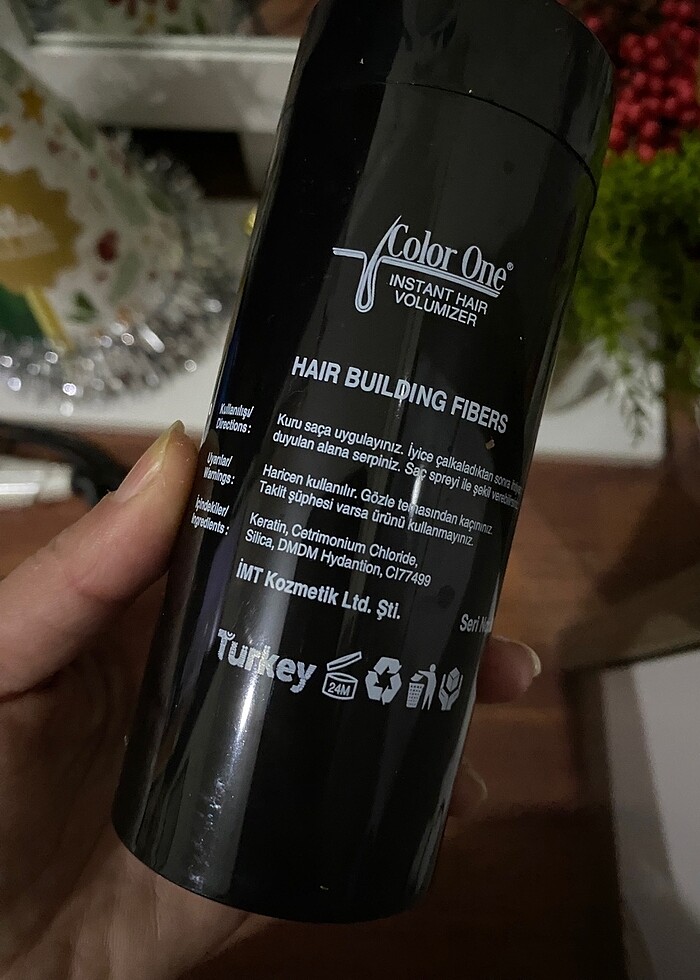 Color One®
INSTANT HAIR
VOLUMIZER
HAIR BUILDING FIBERS
Kullanılışı/
Directions:
Kuru saça uygulayınız. İyice çalkaladıktan sonra
duyulan alana serpiniz. Saç spreyi ile şekil
Uyarılar/
Warnings:
Haricen kullanılır. Gözle temasından kaçınınız.
Taklit şüphesi varsa ürünü kullanmayınız.
İçindekiler/
Ingredients:
Keratin, Cetrimonium Chloride,
Silica, DMDM Hydantion, CI77499
İMT Kozmetik Ltd. Şti.
Seri
Turkey
24M